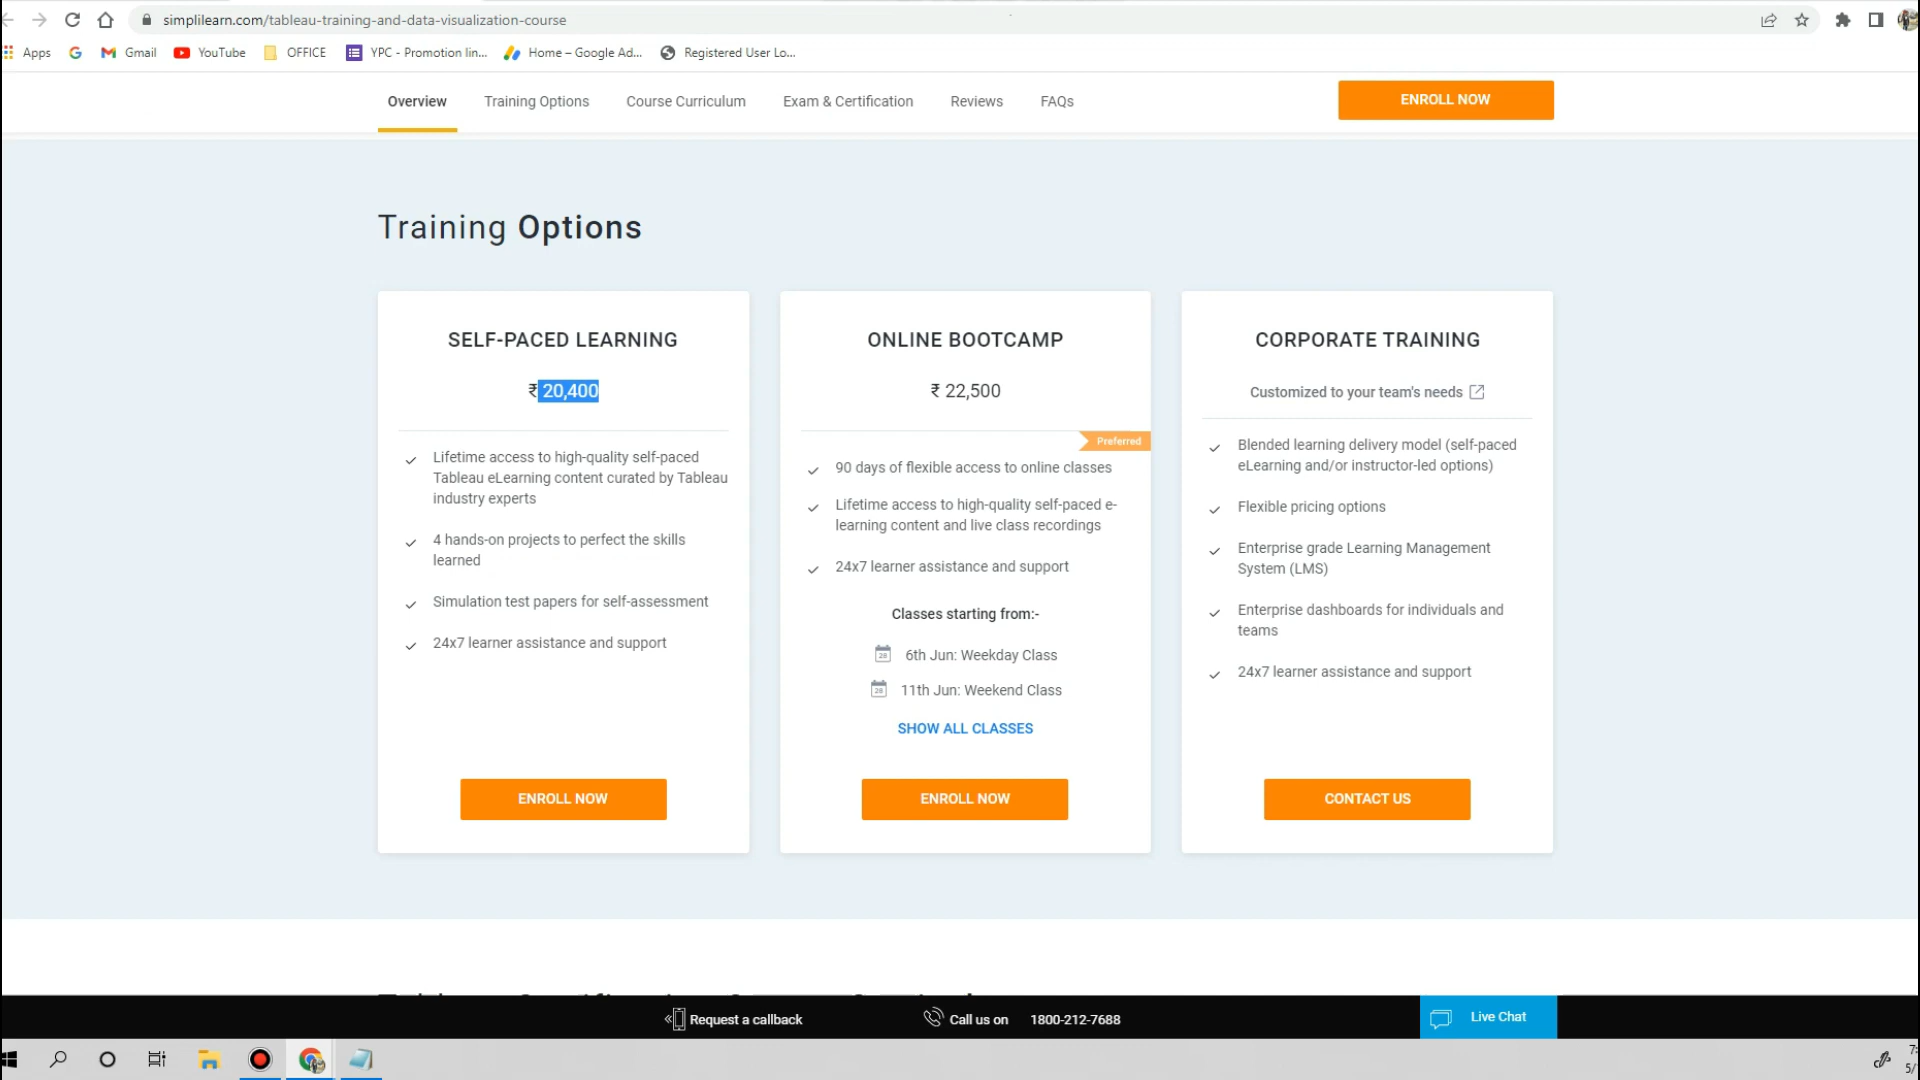 simplilearn.com/tableau-training-and-data-visualization-course
Apps
Gmail
YouTube
OFFICE
YPC - Promotion lin...
Home – Google Ad...
Registered User Lo...
Overview
Training Options
Course Curriculum
Exam & Certification
Reviews
FAQs
ENROLL NOW
Training Options
SELF-PACED LEARNING
₹ 20,400
Lifetime access to high-quality self-paced
Tableau eLearning content curated by Tableau
industry experts
4 hands-on projects to perfect the skills
learned
Simulation test papers for self-assessment
24x7 learner assistance and support
ENROLL NOW
ONLINE BOOTCAMP
₹ 22,500
Preferred
90 days of flexible access to online classes
Lifetime access to high-quality self-paced e-
learning content and live class recordings
24x7 learner assistance and support
Classes starting from:-
28
6th Jun: Weekday Class
28
11th Jun: Weekend Class
SHOW ALL CLASSES
ENROLL NOW
CORPORATE TRAINING
Customized to your team's needs
Blended learning delivery model (self-paced
eLearning and/or instructor-led options)
Flexible pricing options
Enterprise grade Learning Management
System (LMS)
Enterprise dashboards for individuals and
teams
24x7 learner assistance and support
CONTACT US
Request a callback
Call us on
1800-212-7688
Live Chat
7:
5/